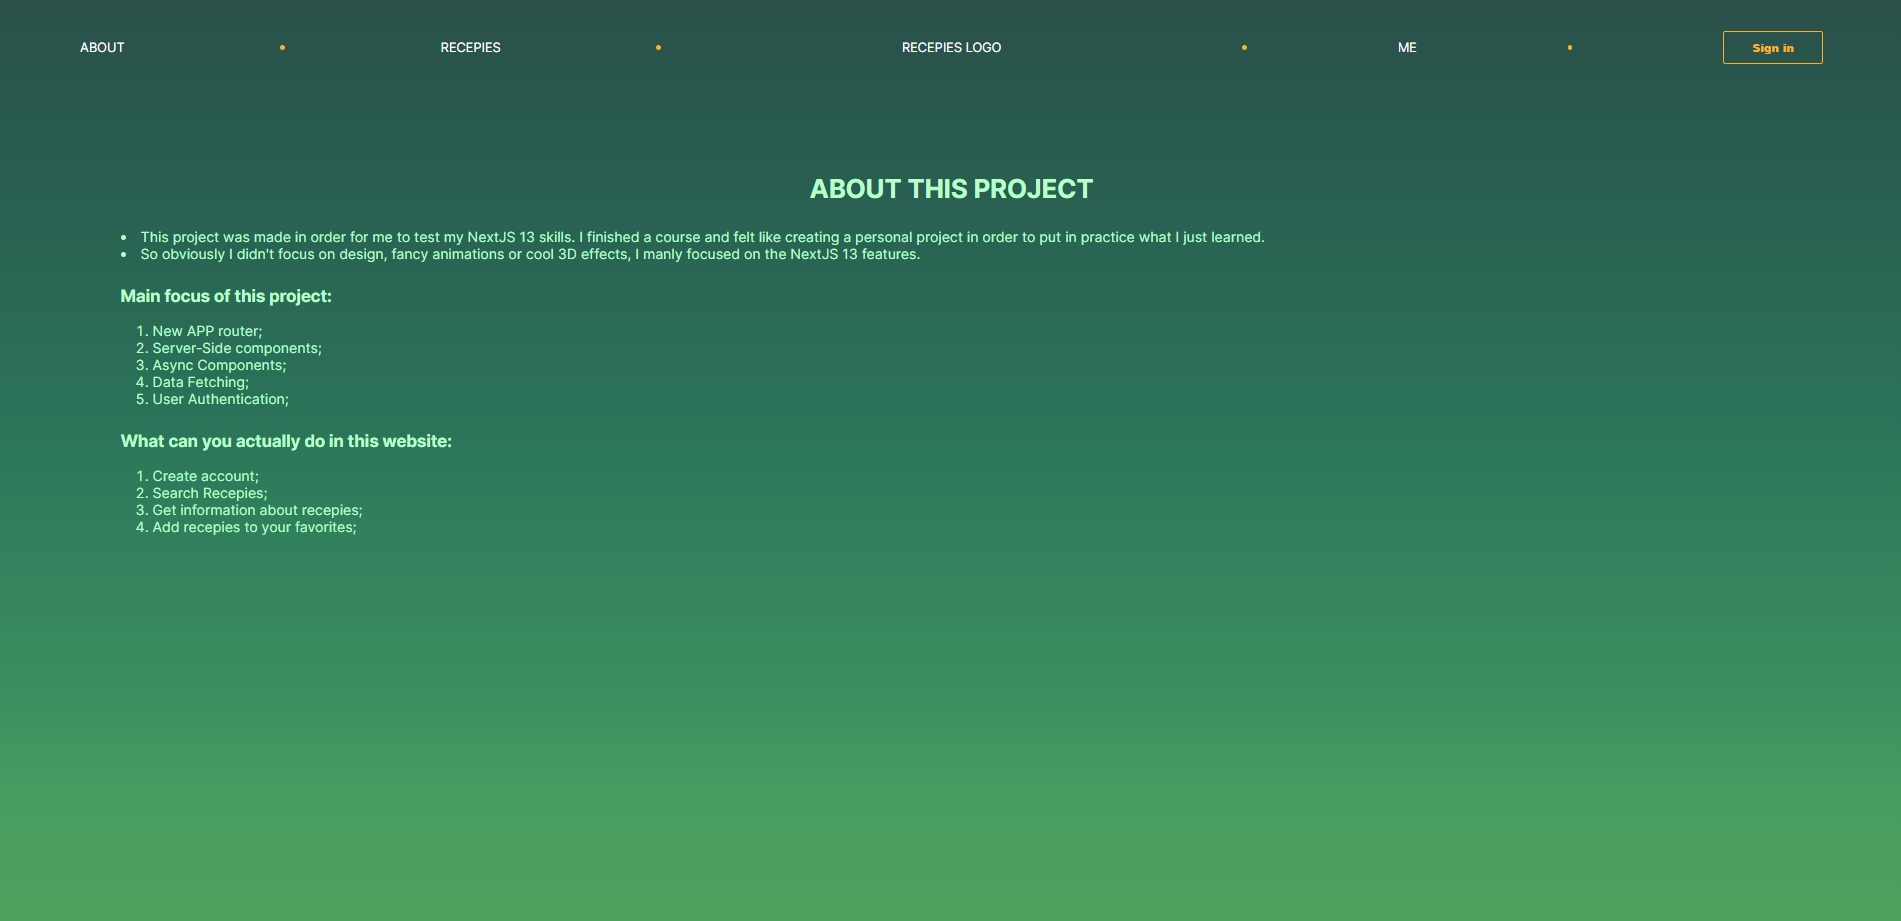 ABOUT • RECEPIES • RECEPIES LOGO • ME • Sign in
ABOUT THIS PROJECT
• This project was made in order for me to test my NextJS 13 skills. I finished a course and felt like creating a personal project in order to put in practice what I just learned.
• So obviously I didn't focus on design, fancy animations or cool 3D effects, I manly focused on the NextJS 13 features.
Main focus of this project:
1. New APP router;
2. Server-Side components;
3. Async Components;
4. Data Fetching;
5. User Authentication;
What can you actually do in this website:
1. Create account;
2. Search Recepies;
3. Get information about recepies;
4. Add recepies to your favorites;